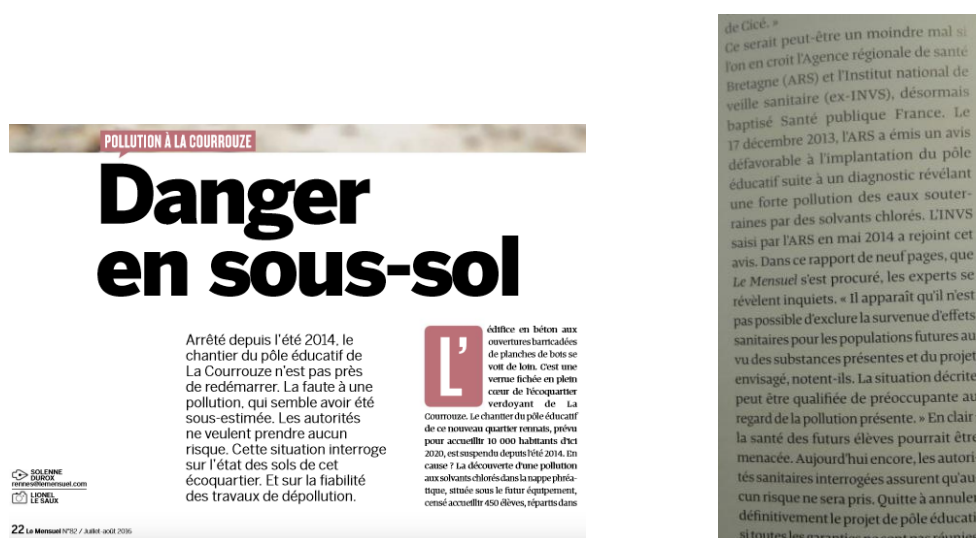 POLLUTION À LA COURROUZE
Danger
en sous-sol
Arrêté depuis l'été 2014, le
chantier du pôle éducatif de
La Courrouze n'est pas près
de redémarrer. La faute à une
pollution, qui semble avoir été
sous-estimée. Les autorités
ne veulent prendre aucun
risque. Cette situation interroge
sur l'état des sols de cet
écoquartier. Et sur la fiabilité
des travaux de dépollution.
SOLENNE
DUROX
rennes@lemensuel.com
LIONEL
LE SAUX
22 Le Mensuel N°82 / Juillet-août 2016
L'
édifice en béton aux
ouvertures barricadées
de planches de bois se
voit de loin. C'est une
verrue fichée en plein
cœur de l'écoquartier
verdoyant de La
Courrouze. Le chantier du pôle éducatif
de ce nouveau quartier rennais, prévu
pour accueillir 10 000 habitants d'ici
2020, est suspendu depuis l'été 2014. En
cause ? La découverte d'une pollution
aux solvants chlorés dans la nappe phréa-
tique, située sous le futur équipement,
censé accueillir 450 élèves, répartis dans
de Cicé. »
Ce serait peut-être un moindre mal si
l'on en croit l'Agence régionale de santé
Bretagne (ARS) et l'Institut national de
veille sanitaire (ex-INVS), désormais
baptisé Santé publique France. Le
17 décembre 2013, l'ARS a émis un avis
défavorable à l'implantation du pôle
éducatif suite à un diagnostic révélant
une forte pollution des eaux souter-
raines par des solvants chlorés. L'INVS
saisi par l'ARS en mai 2014 a rejoint cet
avis. Dans ce rapport de neuf pages, que
Le Mensuel s'est procuré, les experts se
révèlent inquiets. « Il apparaît qu'il n'est
pas possible d'exclure la survenue d'effets
sanitaires pour les populations futures au
vu des substances présentes et du projet
envisagé, notent-ils. La situation décrite
peut être qualifiée de préoccupante au
regard de la pollution présente. » En clair
la santé des futurs élèves pourrait être
menacée. Aujourd'hui encore, les autori-
tés sanitaires interrogées assurent qu'au
cun risque ne sera pris. Quitte à annuler
définitivement le projet de pôle éducati
si toutes les garanties ne sont pas réunies